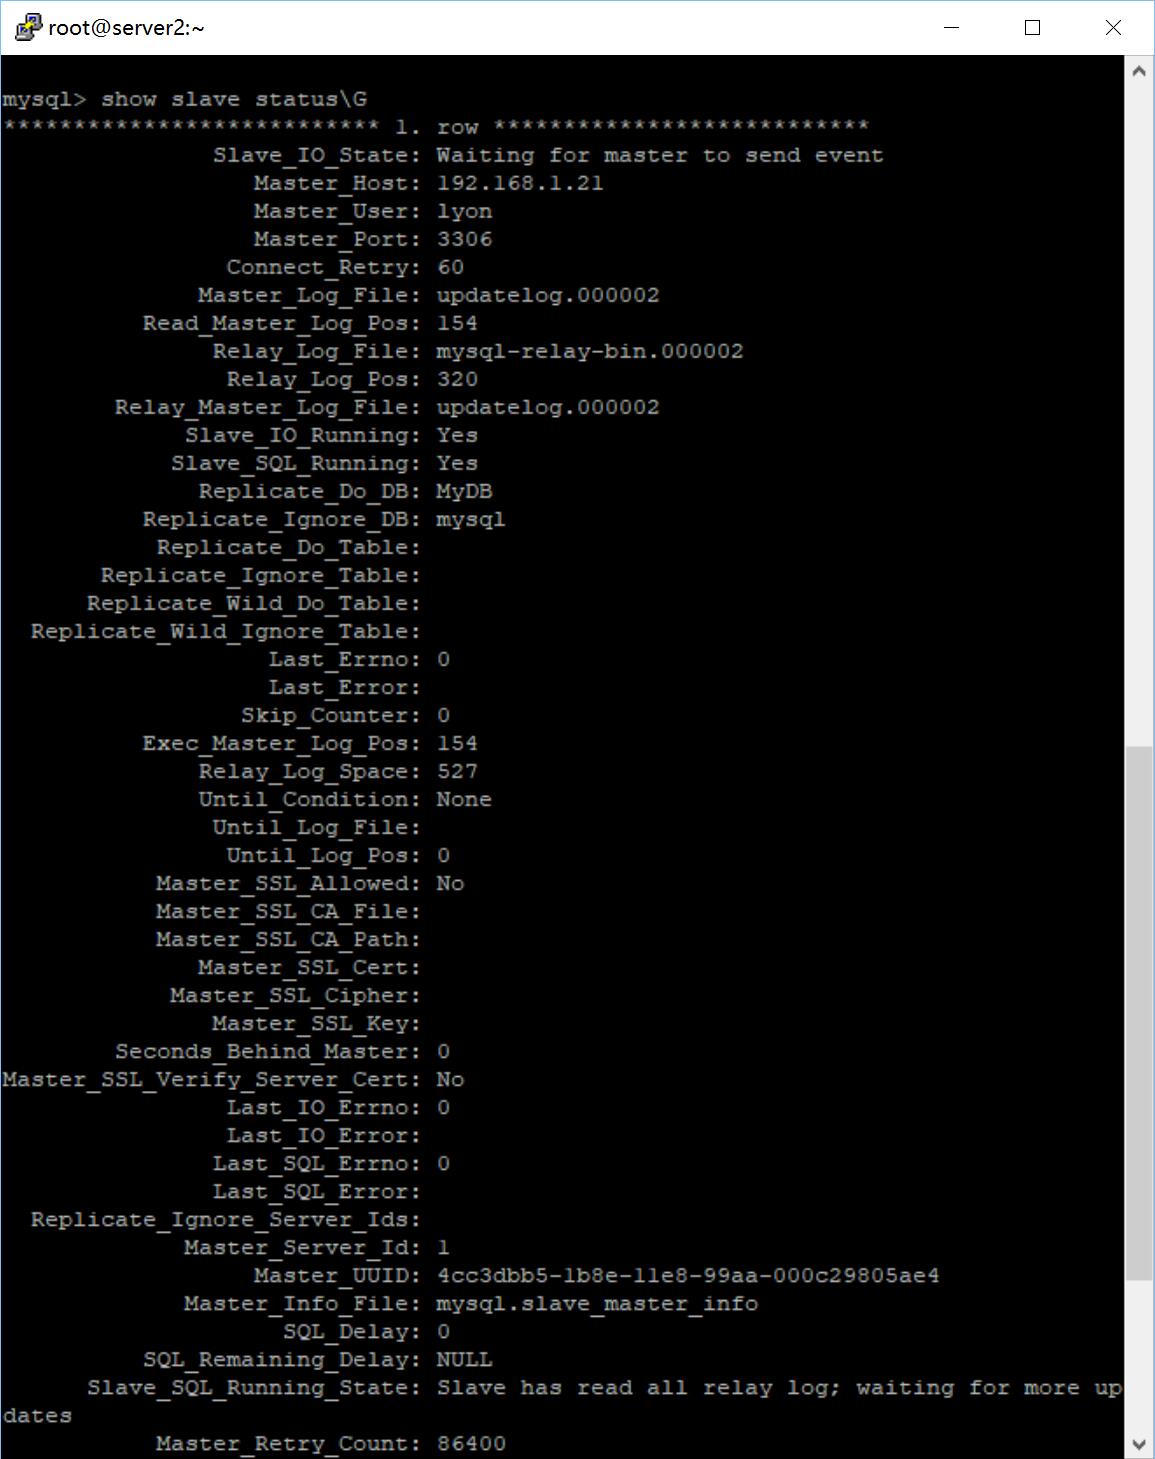 root@server2:~
mysql> show slave status\G
*************************** 1. row ***************************
Slave_IO_State: Waiting for master to send event
Master_Host: 192.168.1.21
Master_User: lyon
Master_Port: 3306
Connect_Retry: 60
Master_Log_File: updatelog.000002
Read_Master_Log_Pos: 154
Relay_Log_File: mysql-relay-bin.000002
Relay_Log_Pos: 320
Relay_Master_Log_File: updatelog.000002
Slave_IO_Running: Yes
Slave_SQL_Running: Yes
Replicate_Do_DB: MyDB
Replicate_Ignore_DB: mysql
Replicate_Do_Table:
Replicate_Ignore_Table:
Replicate_Wild_Do_Table:
Replicate_Wild_Ignore_Table:
Last_Errno: 0
Last_Error:
Skip_Counter: 0
Exec_Master_Log_Pos: 154
Relay_Log_Space: 527
Until_Condition: None
Until_Log_File:
Until_Log_Pos: 0
Master_SSL_Allowed: No
Master_SSL_CA_File:
Master_SSL_CA_Path:
Master_SSL_Cert:
Master_SSL_Cipher:
Master_SSL_Key:
Seconds_Behind_Master: 0
Master_SSL_Verify_Server_Cert: No
Last_IO_Errno: 0
Last_IO_Error:
Last_SQL_Errno: 0
Last_SQL_Error:
Replicate_Ignore_Server_Ids:
Master_Server_Id: 1
Master_UUID: 4cc3dbb5-1b8e-11e8-99aa-000c29805ae4
Master_Info_File: mysql.slave_master_info
SQL_Delay: 0
SQL_Remaining_Delay: NULL
Slave_SQL_Running_State: Slave has read all relay log; waiting for more up
dates
Master_Retry_Count: 86400